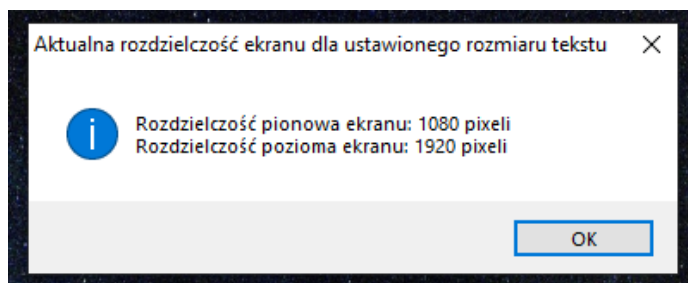 Aktualna rozdzielczość ekranu dla ustawionego rozmiaru tekstu
Rozdzielczość pionowa ekranu: 1080 pixeli
Rozdzielczość pozioma ekranu: 1920 pixeli
OK